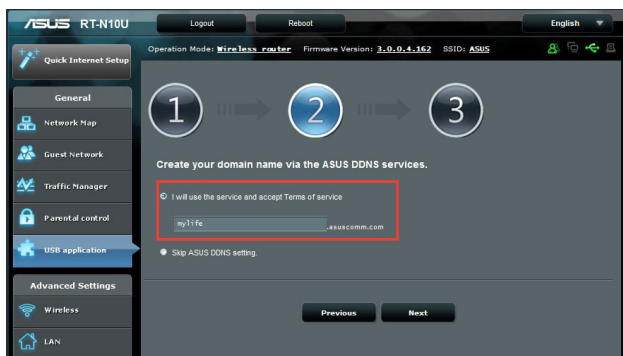 ASUS RT-N10U Logout Reboot English
Quick Internet Setup
Operation Mode: Wireless router Firmware Version: 3.0.0.4.162 SSID: ASUS
General
Network Map
Guest Network
Traffic Manager
Parental control
USB application
Advanced Settings
Wireless
LAN
1 2 3
Create your domain name via the ASUS DDNS services.
I will use the service and accept Terms of service
mylife .asuscomm.com
Skip ASUS DDNS setting.
Previous Next